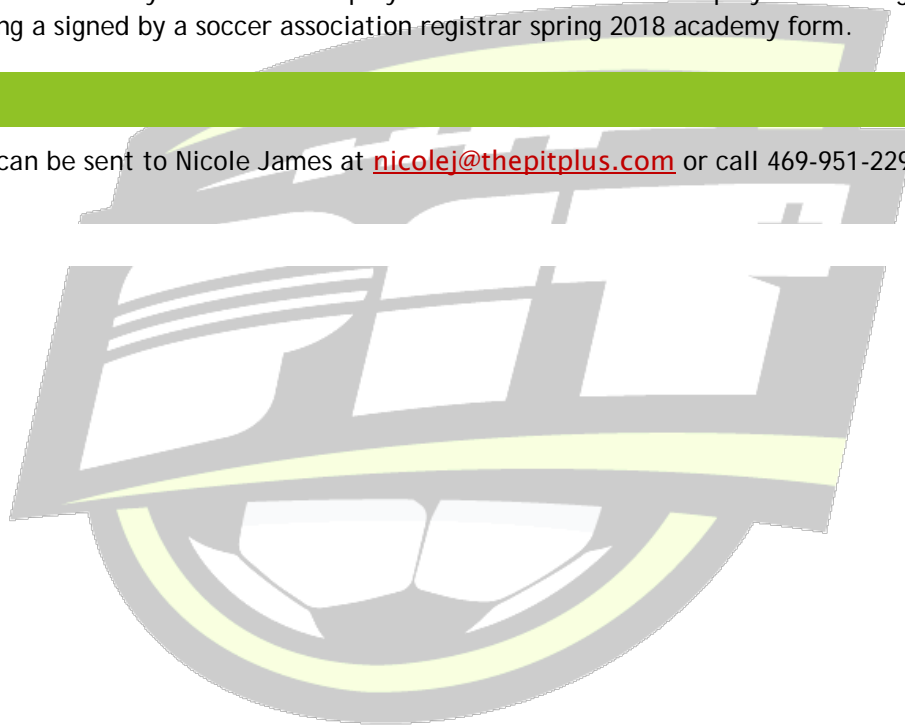 ng a signed by a soccer association registrar spring 2018 academy form.
can be sent to Nicole James at nicolej@thepitplus.com or call 469-951-229
PIT+